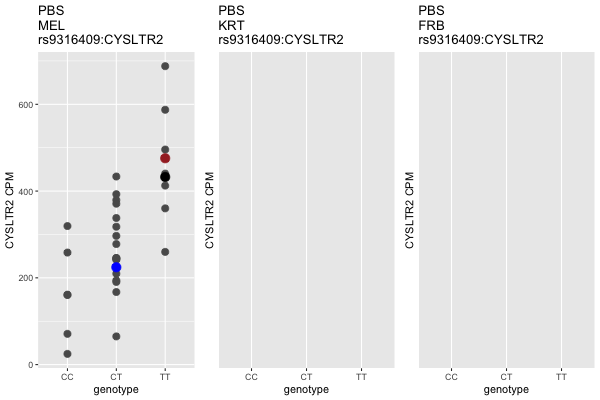 PBS
MEL
rs9316409:CYSLTR2
CYSLTR2 CPM
600
400
200
0
CC CT TT
genotype
PBS
KRT
rs9316409:CYSLTR2
CYSLTR2 CPM
CC CT TT
genotype
PBS
FRB
rs9316409:CYSLTR2
CYSLTR2 CPM
CC CT TT
genotype